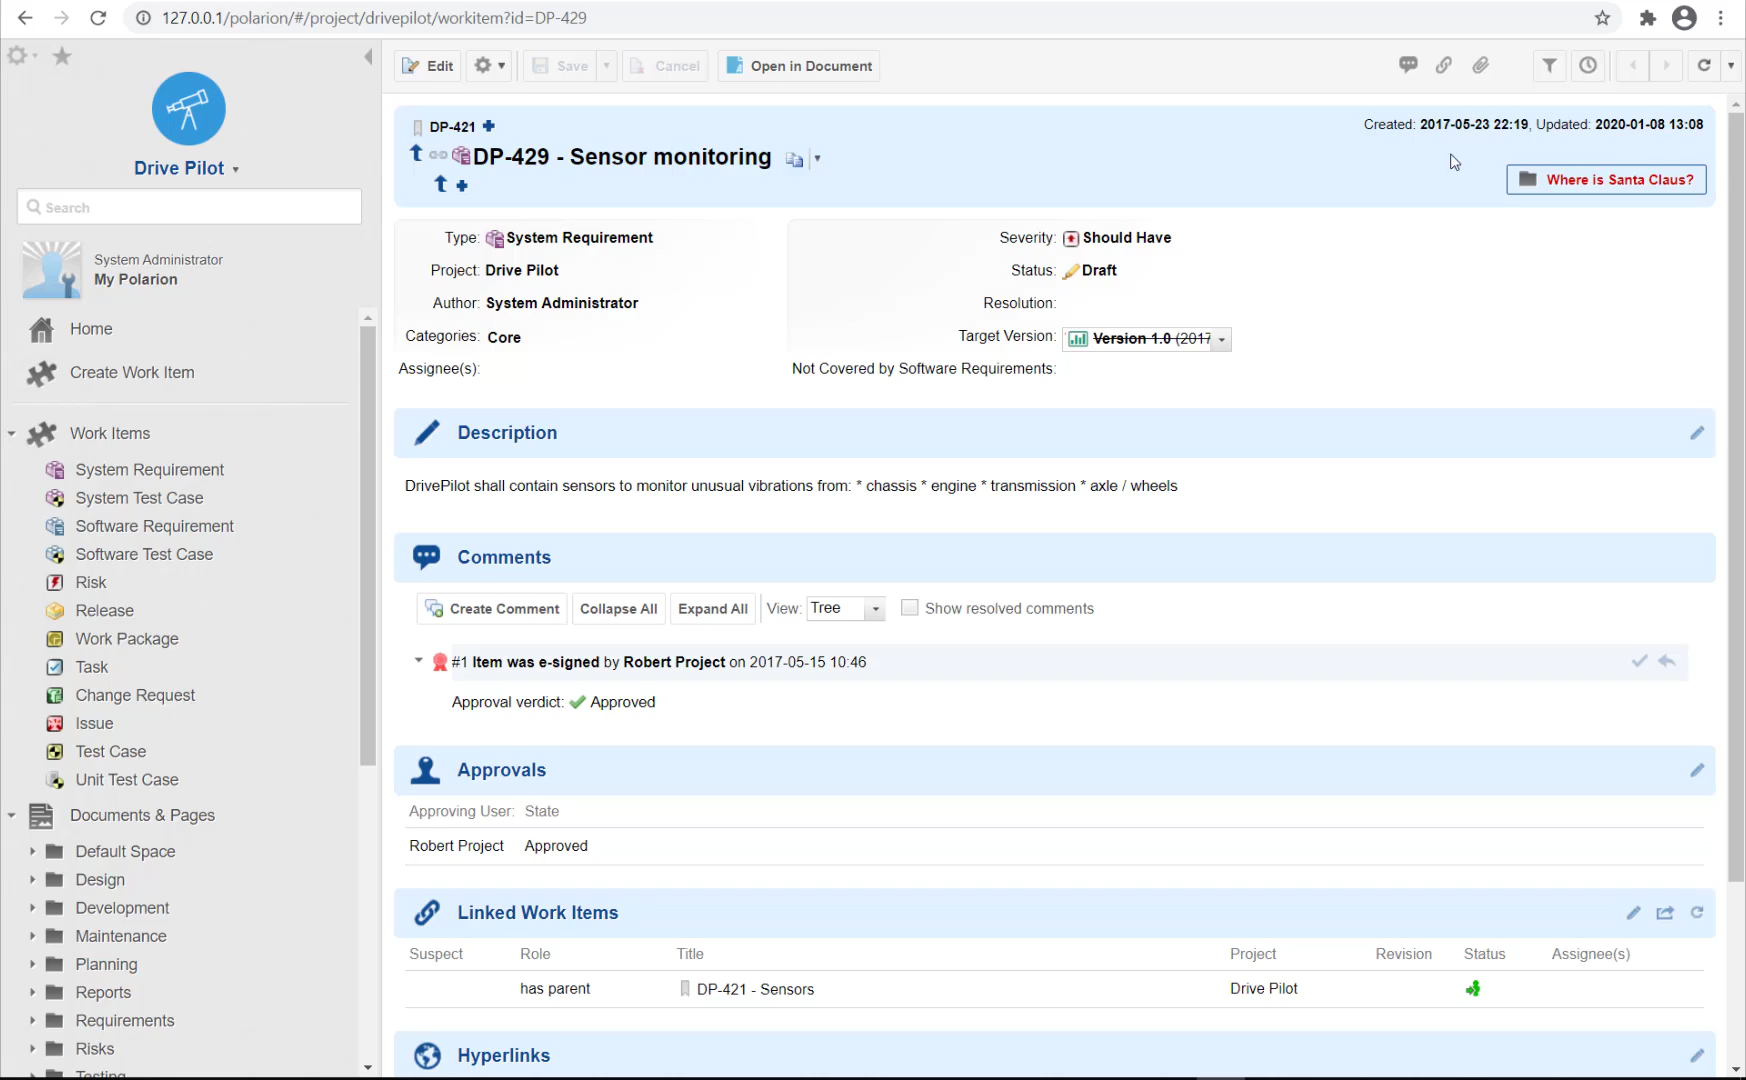 127.0.0.1/polarion/#/project/drivepilot/workitem?id=DP-429
Edit
Save
Cancel
Open in Document
Drive Pilot
Search
System Administrator
My Polarion
Home
Create Work Item
Work Items
System Requirement
System Test Case
Software Requirement
Software Test Case
Risk
Release
Work Package
Task
Change Request
Issue
Test Case
Unit Test Case
Documents & Pages
Default Space
Design
Development
Maintenance
Planning
Reports
Requirements
Risks
Testing
DP-421
Created: 2017-05-23 22:19, Updated: 2020-01-08 13:08
DP-429 - Sensor monitoring
Where is Santa Claus?
Type: System Requirement
Severity: Should Have
Project: Drive Pilot
Status: Draft
Author: System Administrator
Resolution:
Categories: Core
Target Version: Version 1.0 (2017
Assignee(s):
Not Covered by Software Requirements:
Description
DrivePilot shall contain sensors to monitor unusual vibrations from: * chassis * engine * transmission * axle / wheels
Comments
Create Comment Collapse All Expand All View: Tree Show resolved comments
#1 Item was e-signed by Robert Project on 2017-05-15 10:46
Approval verdict: Approved
Approvals
Approving User: State
Robert Project Approved
Linked Work Items
Suspect Role Title Project Revision Status Assignee(s)
has parent DP-421 - Sensors Drive Pilot
Hyperlinks